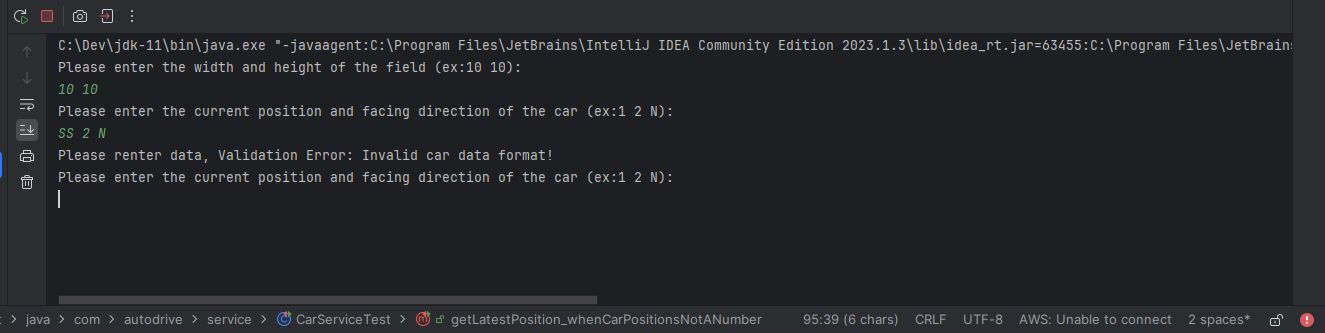 C:\Dev\jdk-11\bin\java.exe "-javaagent:C:\Program Files\JetBrains\IntelliJ IDEA Community Edition 2023.1.3\lib\idea_rt.jar=63455:C:\Program Files\JetBrains
Please enter the width and height of the field (ex:10 10):
10 10
Please enter the current position and facing direction of the car (ex:1 2 N):
SS 2 N
Please renter data, Validation Error: Invalid car data format!
Please enter the current position and facing direction of the car (ex:1 2 N):
java > com > autodrive > service > CarServiceTest > getLatestPosition_whenCarPositionsNotANumber 95:39 (6 chars) CRLF UTF-8 AWS: Unable to connect 2 spaces*